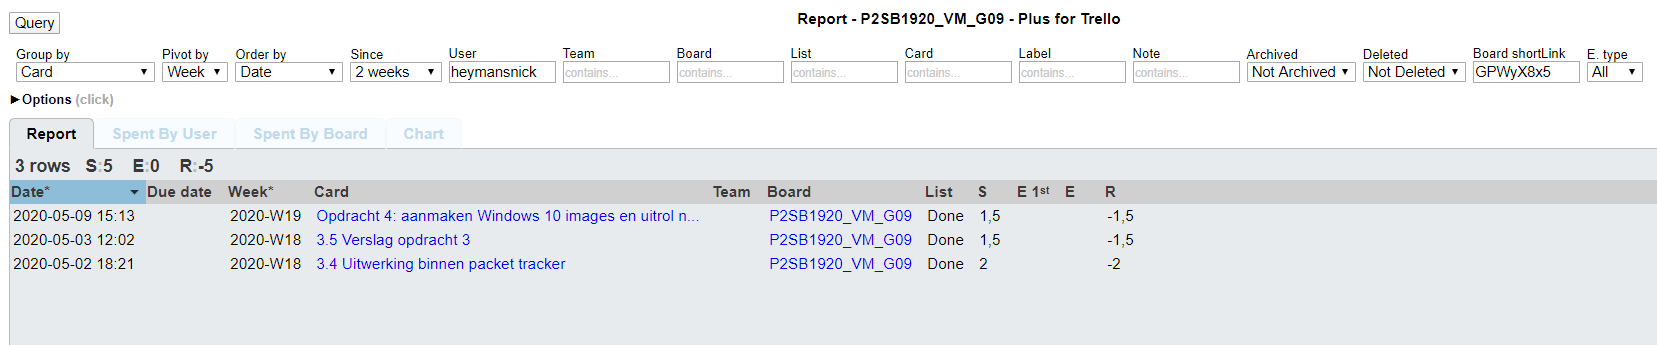 Query
Report - P2SB1920_VM_G09 - Plus for Trello
Group by Pivot by Order by Since User Team Board List Card Label Note Archived Deleted Board shortLink E. type
Card Week Date 2 weeks heymansnick contains... contains... contains... contains... contains... contains... Not Archived Not Deleted GPWyX8x5 All
Options (click)
Report Spent By User Spent By Board Chart
3 rows S:5 E:0 R:-5
Date* Due date Week* Card Team Board List S E 1st E R
2020-05-09 15:13 2020-W19 Opdracht 4: aanmaken Windows 10 images en uitrol n... P2SB1920_VM_G09 Done 1,5 -1,5
2020-05-03 12:02 2020-W18 3.5 Verslag opdracht 3 P2SB1920_VM_G09 Done 1,5 -1,5
2020-05-02 18:21 2020-W18 3.4 Uitwerking binnen packet tracker P2SB1920_VM_G09 Done 2 -2